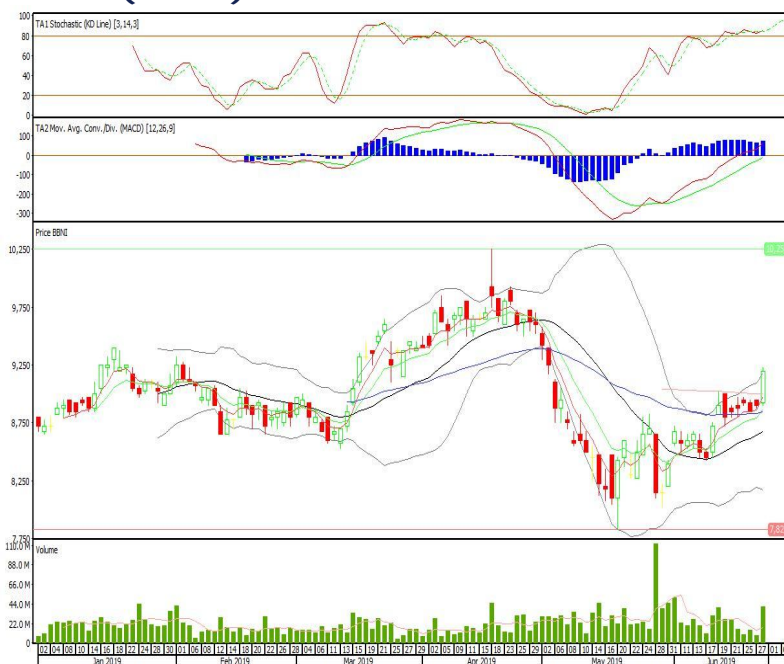 TA1 Stochastic (KD Line) [3,14,3]
100
80
60
40
20
0
TA2 Mov. Avg. Conv./Div. (MACD) [12,26,9]
100
0
-100
-200
-300
Price BBNI
10,250
9,750
9,250
8,750
8,250
7,750
Volume
110.0 M
88.0 M
66.0 M
44.0 M
22.0 M
0.0 M
02 04 08 10 14 16 18 22 24 28 30 01 06 08 12 14 18 20 22 26 28 04 06 11 13 15 19 21 25 27 29 02 04 08 10 12 16 18 23 25 29 02 06 08 10 14 16 20 22 24 28 31 11 13 17 19 21 25 27 01
Jan 2019 Feb 2019 Mar 2019 Apr 2019 May 2019 Jun 2019